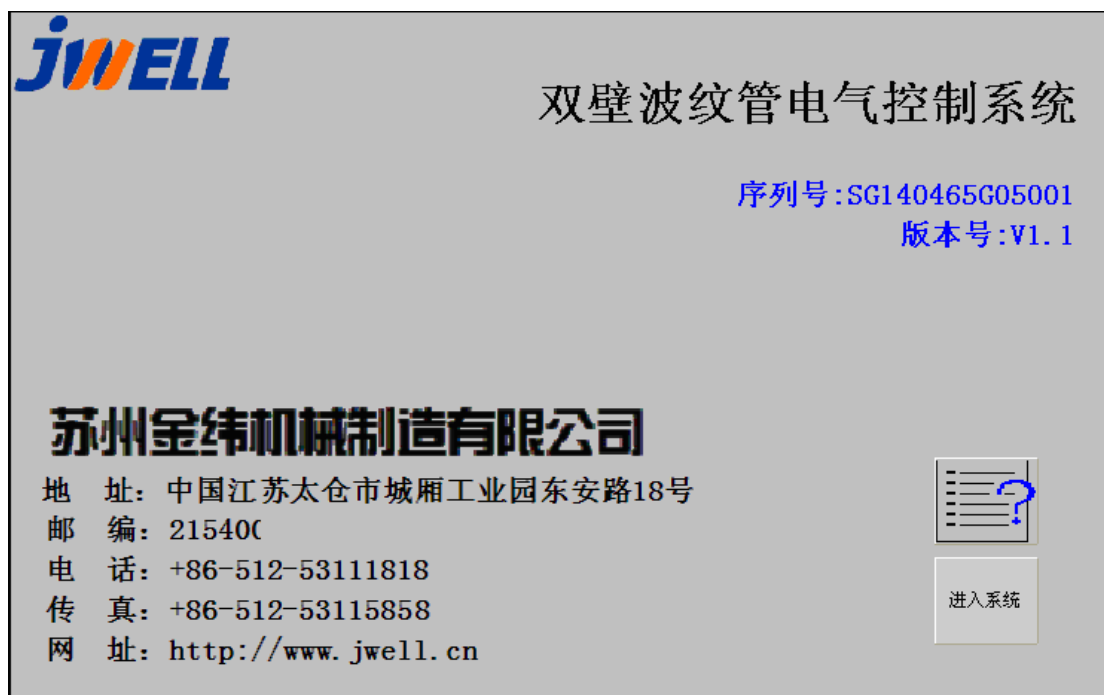 JWELL
双壁波纹管电气控制系统
序列号:SG140465G05001
版本号:V1.1
苏州金纬机械制造有限公司
地 址：中国江苏太仓市城厢工业园东安路18号
邮 编：21540
电 话：+86-512-53111818
传 真：+86-512-53115858
进入系统
网 址：http://www.jwell.cn